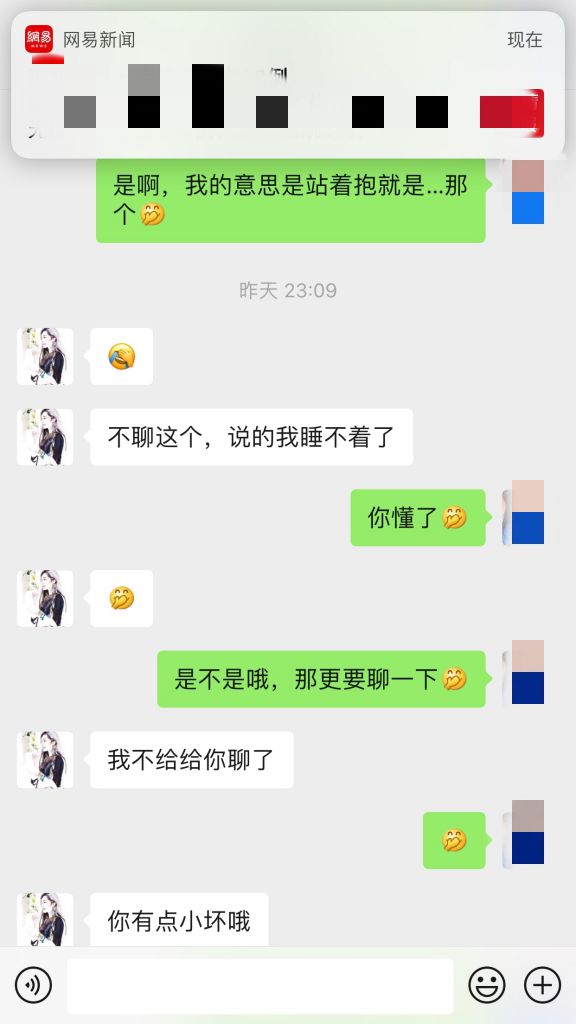 網易
NEWS
网易新闻
现在
是啊，我的意思是站着抱就是...那
个🤭
昨天 23:09
🤣
不聊这个，说的我睡不着了
你懂了🤭
🤭
是不是哦，那更要聊一下🤭
我不给给你聊了
🤭
你有点小坏哦